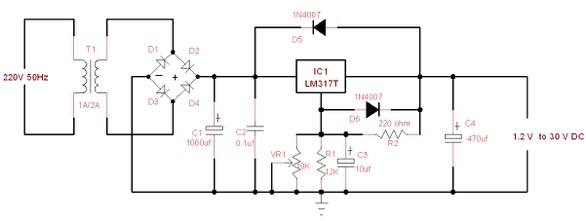 1N4007
D5
T1
D1
D2
220V 50Hz
-
+
IC1
LM317T
1A/2A
D3
D4
1N4007
D6
+
C1
1000uf
C2
0.1uf
220 ohm
R2
+
C4
470uf
1.2 V to 30 V DC
VR1
10K
R1
12K
+
C3
10uf